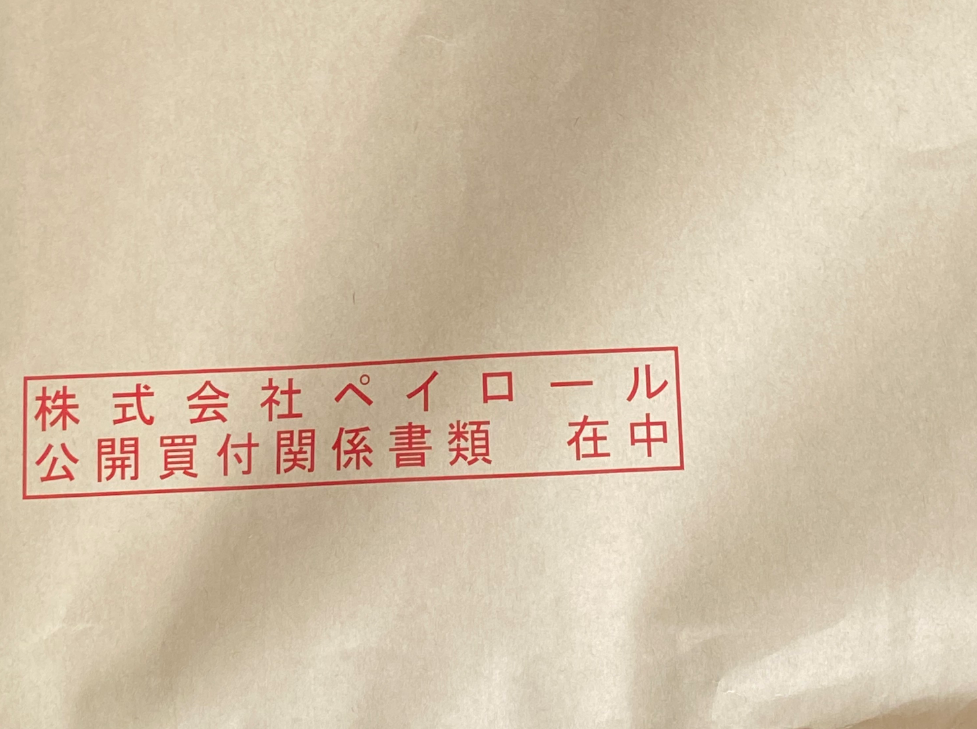 株式会社ペイロール
公開買付関係書類 在中